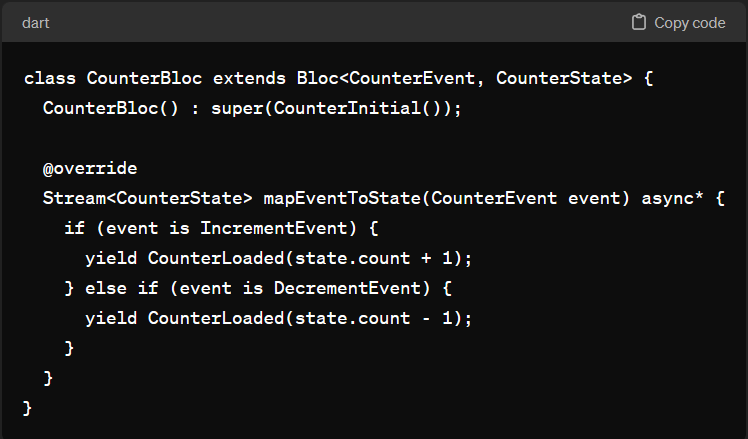 dart
Copy code
class CounterBloc extends Bloc<CounterEvent, CounterState> {
  CounterBloc() : super(CounterInitial());

  @override
  Stream<CounterState> mapEventToState(CounterEvent event) async* {
    if (event is IncrementEvent) {
      yield CounterLoaded(state.count + 1);
    } else if (event is DecrementEvent) {
      yield CounterLoaded(state.count - 1);
    }
  }
}